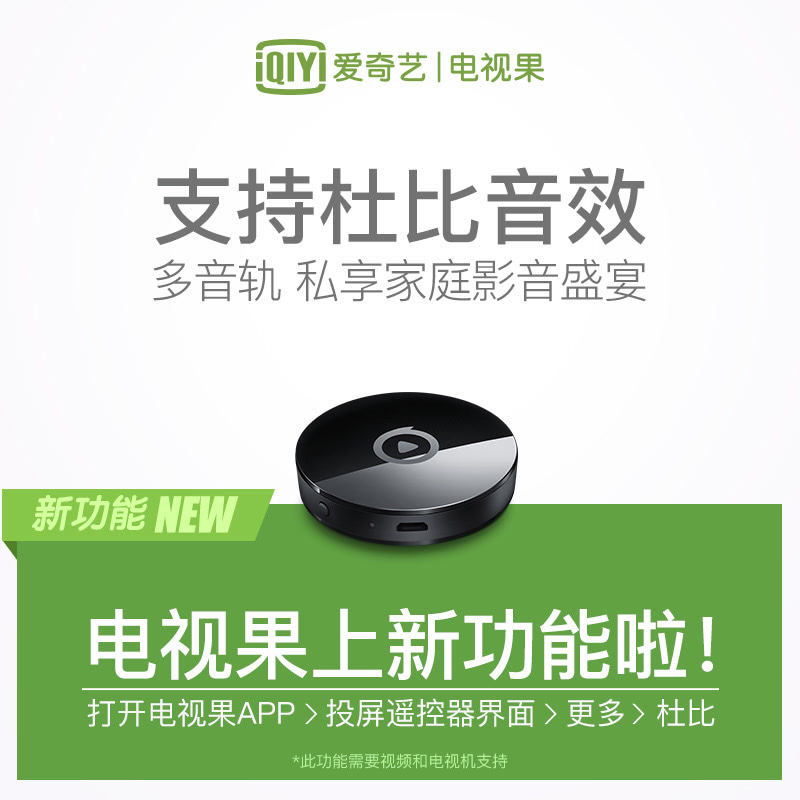 iQIYI 爱奇艺|电视果
支持杜比音效
多音轨 私享家庭影音盛宴
新功能 NEW
电视果上新功能啦!
打开电视果APP>投屏遥控器界面>更多>杜比
*此功能需要视频和电视机支持